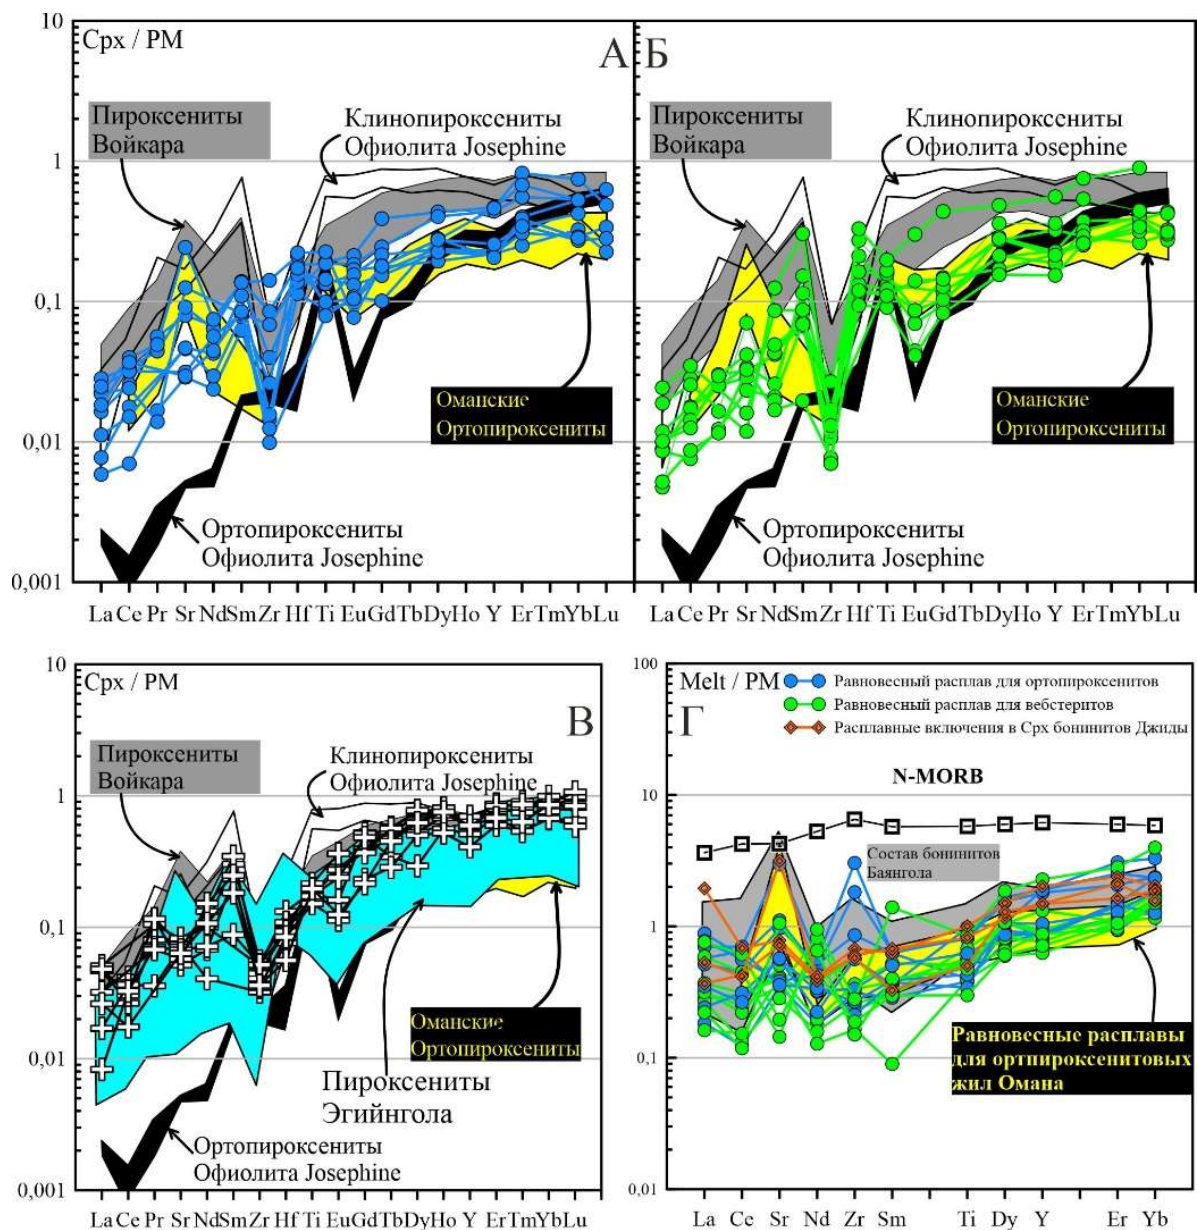 10
1
0,1
0,01
0,001
Cpx / PM
А
Пироксениты
Войкара
Клинопироксениты
Офиолита Josephine
Оманские
Ортопироксениты
Ортопироксениты
Офиолита Josephine
La Ce Pr Sr Nd Sm Zr Hf Ti Eu Gd Tb Dy Ho Y Er Tm Yb Lu
Б
Пироксениты
Войкара
Клинопироксениты
Офиолита Josephine
Оманские
Ортопироксениты
Ортопироксениты
Офиолита Josephine
La Ce Pr Sr Nd Sm Zr Hf Ti Eu Gd Tb Dy Ho Y Er Tm Yb Lu
10
1
0,1
0,01
0,001
Cpx / PM
В
Пироксениты
Войкара
Клинопироксениты
Офиолита Josephine
Оманские
Ортопироксениты
Пироксениты
Эгийнгола
Ортопироксениты
Офиолита Josephine
La Ce Pr Sr Nd Sm Zr Hf Ti Eu Gd Tb Dy Ho Y Er Tm Yb Lu
100
10
1
0,1
0,01
Melt / PM
Г
Равновесный расплав для ортопироксенитов
Равновесный расплав для вебстеритов
Расплавные включения в Cpx бонинитов Джиды
N-MORB
Состав бонинитов
Баянгола
Равновесные расплавы
для ортпироксенитовых
жил Омана
La Ce Sr Nd Zr Sm Ti Dy Y Er Yb